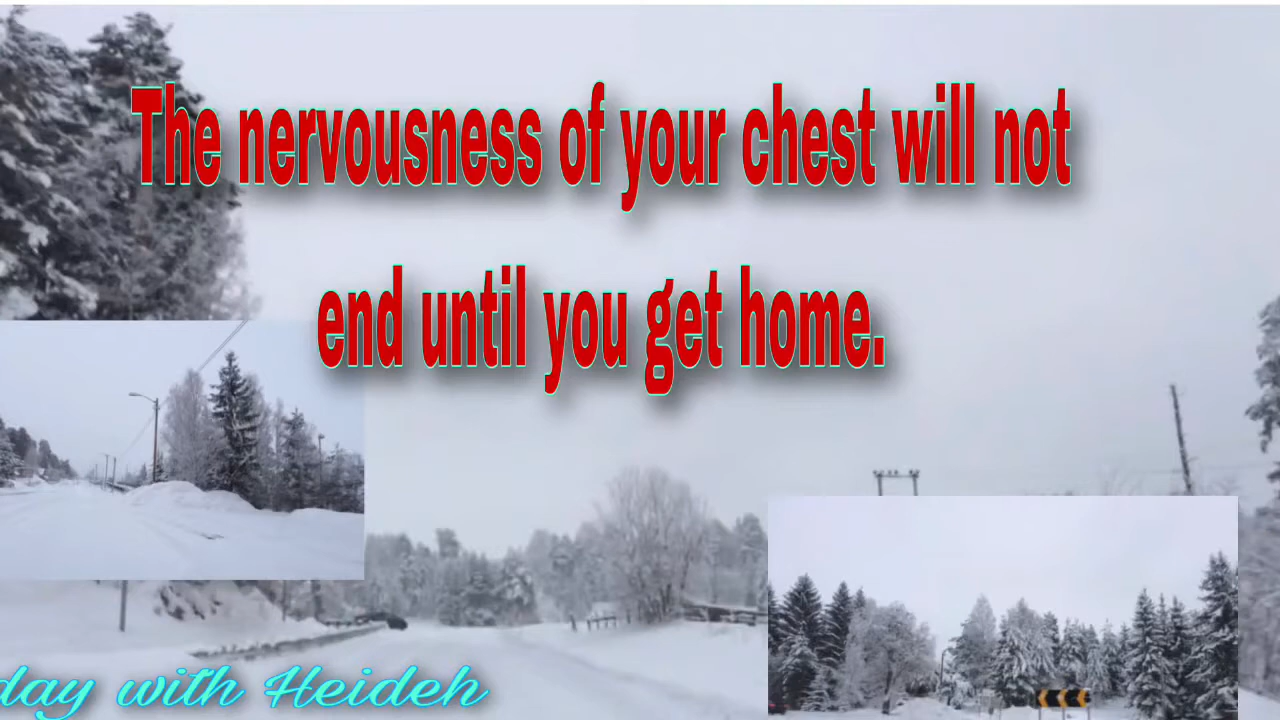 The nervousness of your chest will not
end until you get home.
day with Heideh